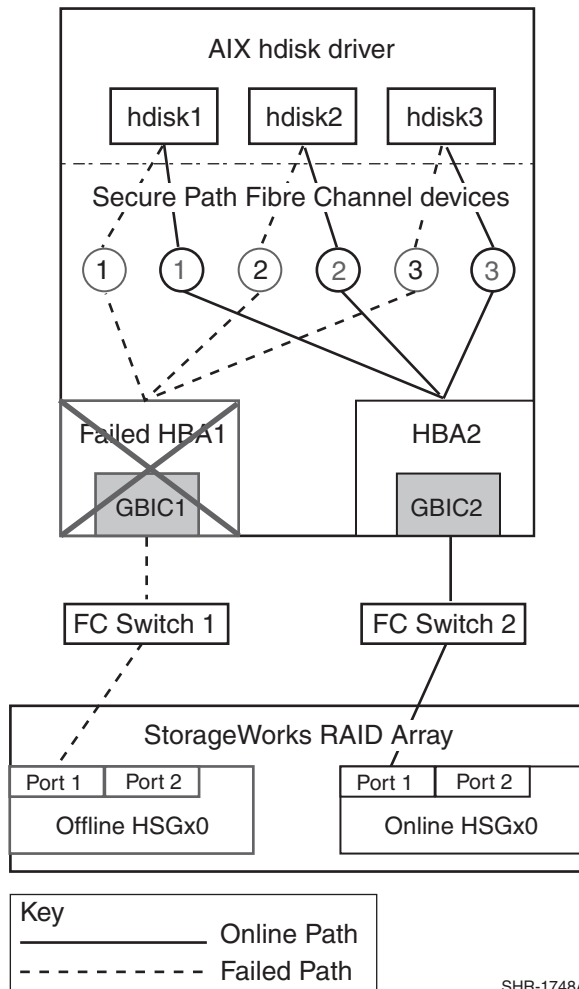 AIX hdisk driver
hdisk1 hdisk2 hdisk3
Secure Path Fibre Channel devices
1 1 2 2 3 3
Failed HBA1 HBA2
GBIC1 GBIC2
FC Switch 1 FC Switch 2
StorageWorks RAID Array
Port 1 Port 2 Port 1 Port 2
Offline HSGx0 Online HSGx0
Key
Online Path
Failed Path